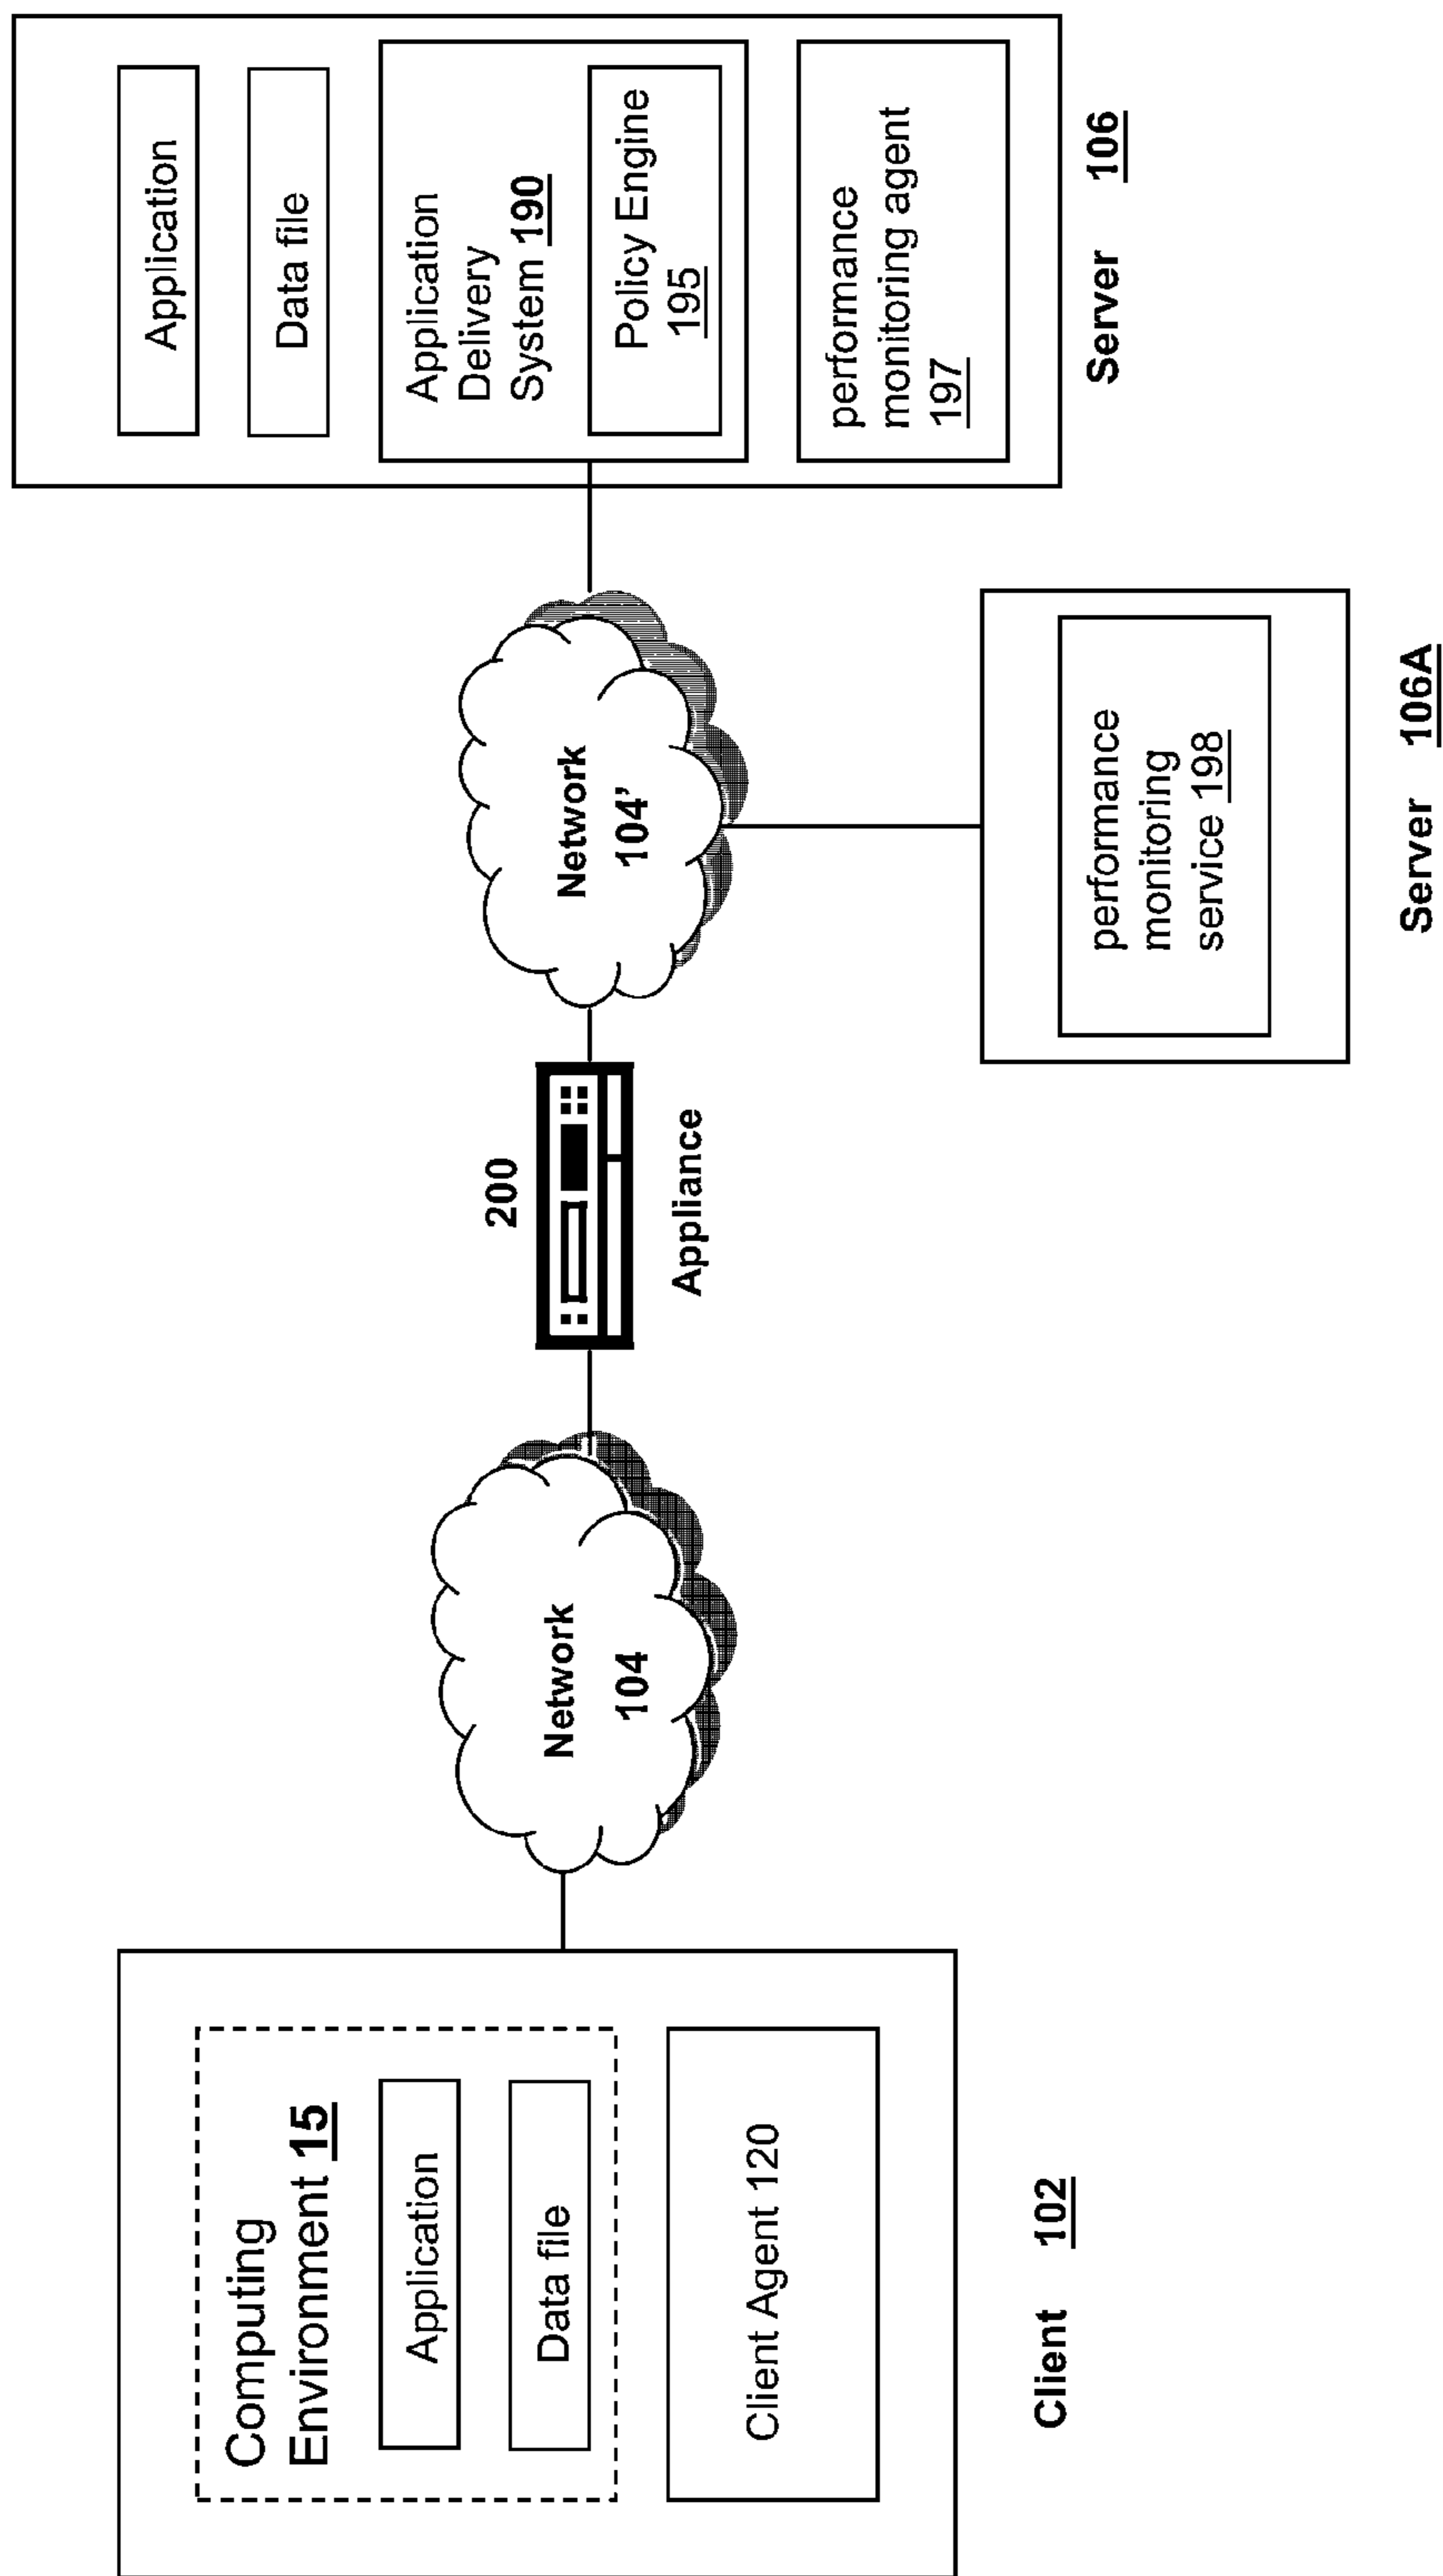 Computing
Environment 15
Application
Data file
Client Agent 120
Client 102
Network
104
200
Appliance
Network
104'
performance
monitoring
service 198
Server 106A
Application
Data file
Application
Delivery
System 190
Policy Engine
195
performance
monitoring agent
197
Server 106